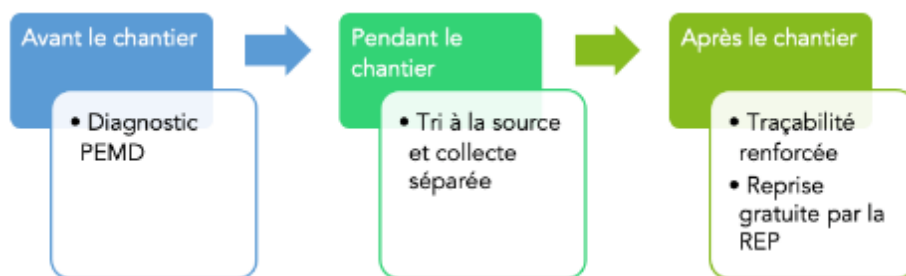 Avant le chantier
• Diagnostic
PEMD
Pendant le
chantier
• Tri à la source
et collecte
séparée
Après le chantier
• Traçabilité
renforcée
• Reprise
gratuite par la
REP